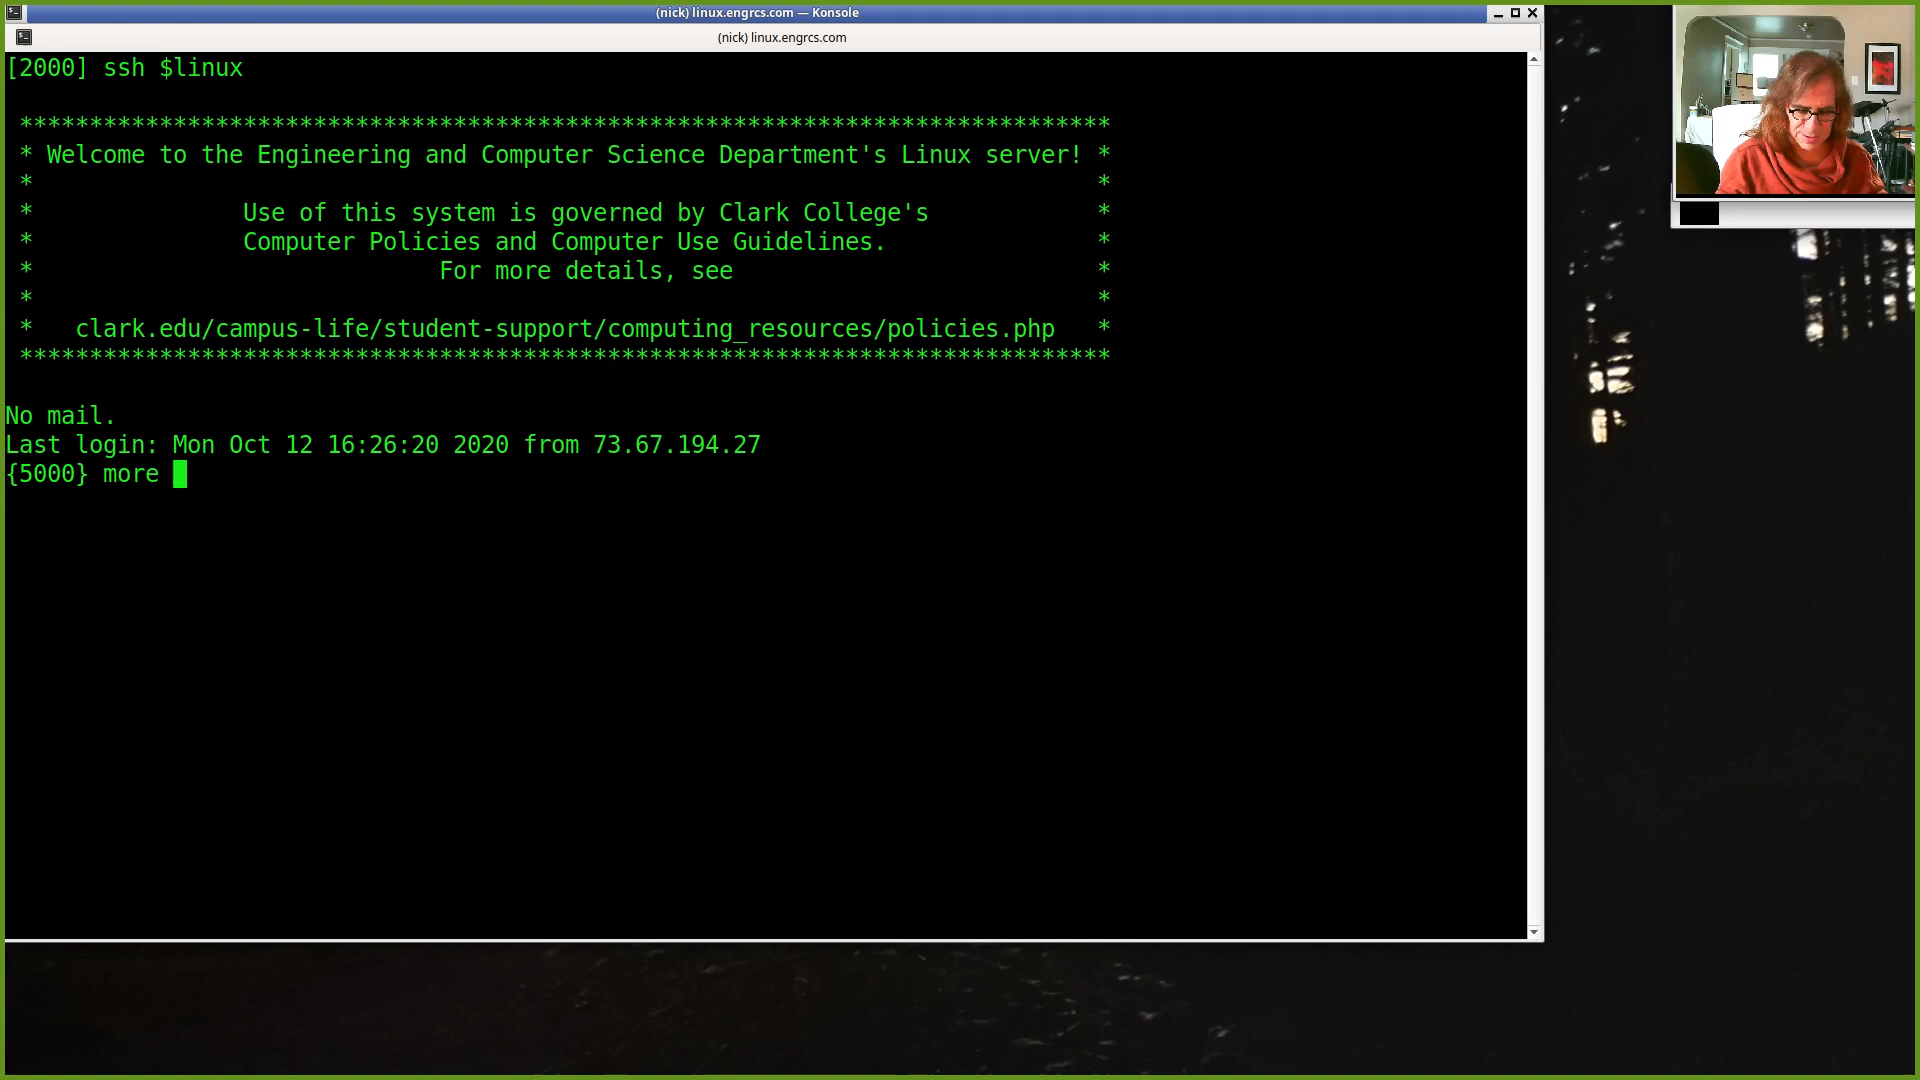 (nick) linux.engrcs.com — Konsole
(nick) linux.engrcs.com
[2000] ssh $linux
******************************************************************************
* Welcome to the Engineering and Computer Science Department's Linux server! *
* *
* Use of this system is governed by Clark College's *
* Computer Policies and Computer Use Guidelines. *
* For more details, see *
* *
* clark.edu/campus-life/student-support/computing_resources/policies.php *
******************************************************************************
No mail.
Last login: Mon Oct 12 16:26:20 2020 from 73.67.194.27
{5000} more